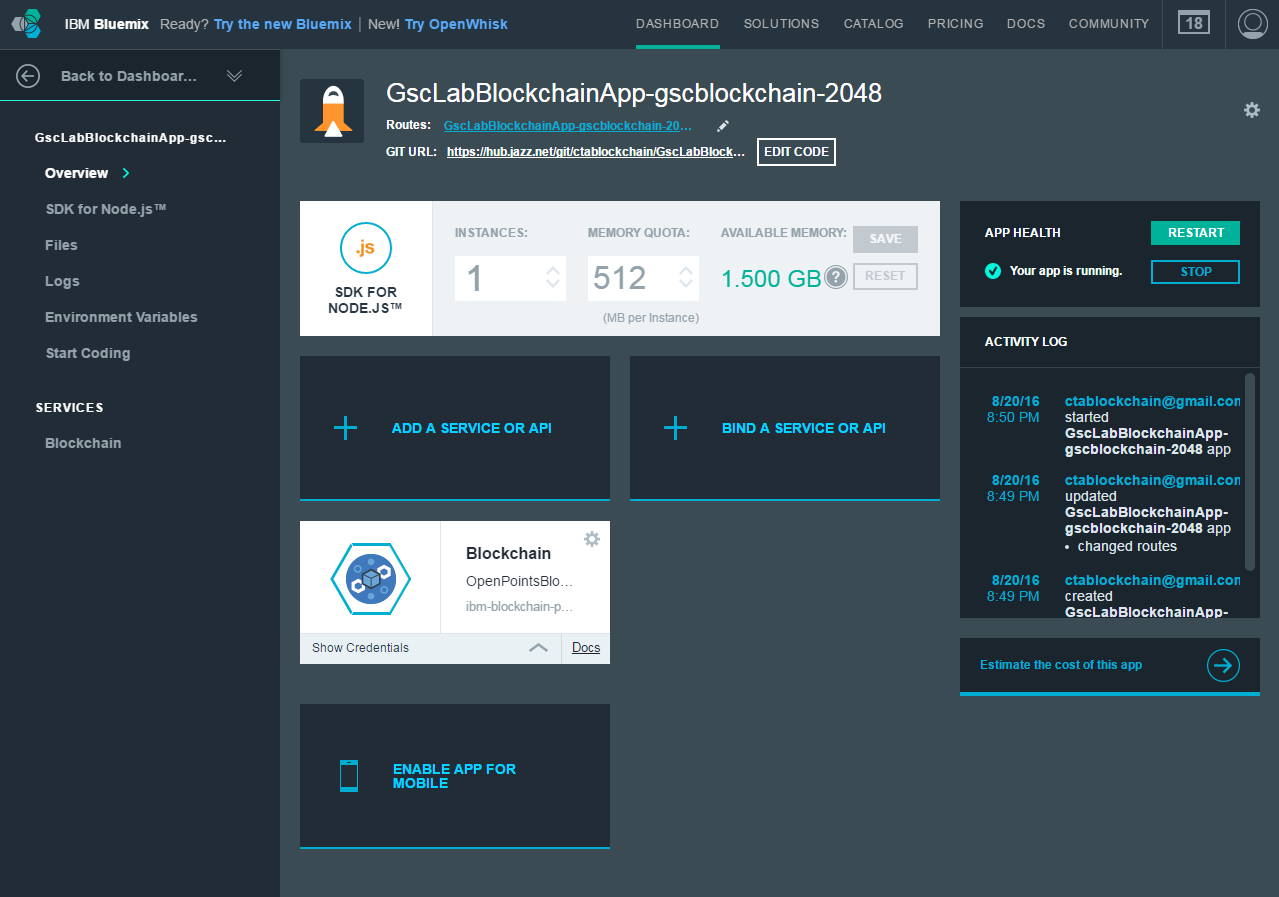 IBM Bluemix Ready? Try the new Bluemix | New! Try OpenWhisk
DASHBOARD SOLUTIONS CATALOG PRICING DOCS COMMUNITY 18
Back to Dashboar...
GscLabBlockchainApp-gsc...
Overview
SDK for Node.js™
Files
Logs
Environment Variables
Start Coding
SERVICES
Blockchain
GscLabBlockchainApp-gscblockchain-2048
Routes: GscLabBlockchainApp-gscblockchain-20...
GIT URL: https://hub.jazz.net/git/ctablockchain/GscLabBlock... EDIT CODE
.js
SDK FOR
NODE.JS™
INSTANCES: MEMORY QUOTA: AVAILABLE MEMORY: SAVE
1 512 1.500 GB ? RESET
(MB per Instance)
ADD A SERVICE OR API
BIND A SERVICE OR API
Blockchain
OpenPointsBlo...
ibm-blockchain-p...
Show Credentials Docs
ENABLE APP FOR
MOBILE
APP HEALTH RESTART
Your app is running. STOP
ACTIVITY LOG
8/20/16 ctablockchain@gmail.com
8:50 PM started
GscLabBlockchainApp-
gscblockchain-2048 app
8/20/16 ctablockchain@gmail.com
8:49 PM updated
GscLabBlockchainApp-
gscblockchain-2048 app
• changed routes
8/20/16 ctablockchain@gmail.com
8:49 PM created
GscLabBlockchainApp-
Estimate the cost of this app